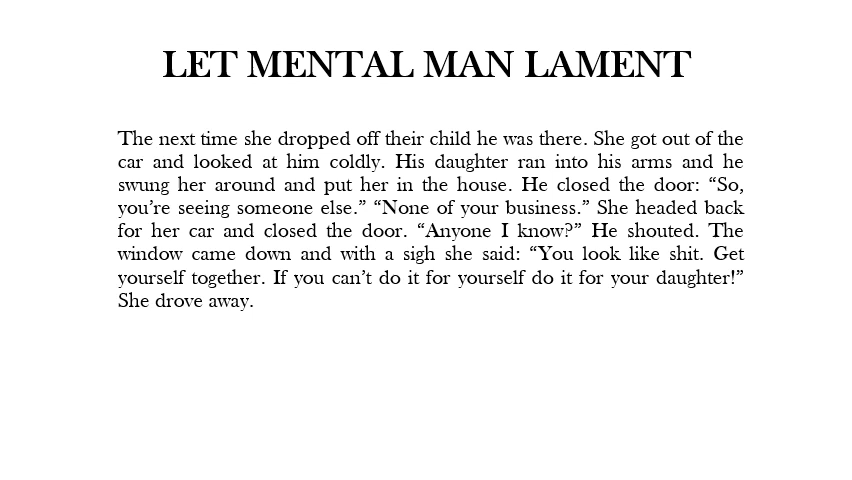 LET MENTAL MAN LAMENT
The next time she dropped off their child he was there. She got out of the
car and looked at him coldly. His daughter ran into his arms and he
swung her around and put her in the house. He closed the door: “So,
you’re seeing someone else.” “None of your business.” She headed back
for her car and closed the door. “Anyone I know?” He shouted. The
window came down and with a sigh she said: “You look like shit. Get
yourself together. If you can’t do it for yourself do it for your daughter!”
She drove away.